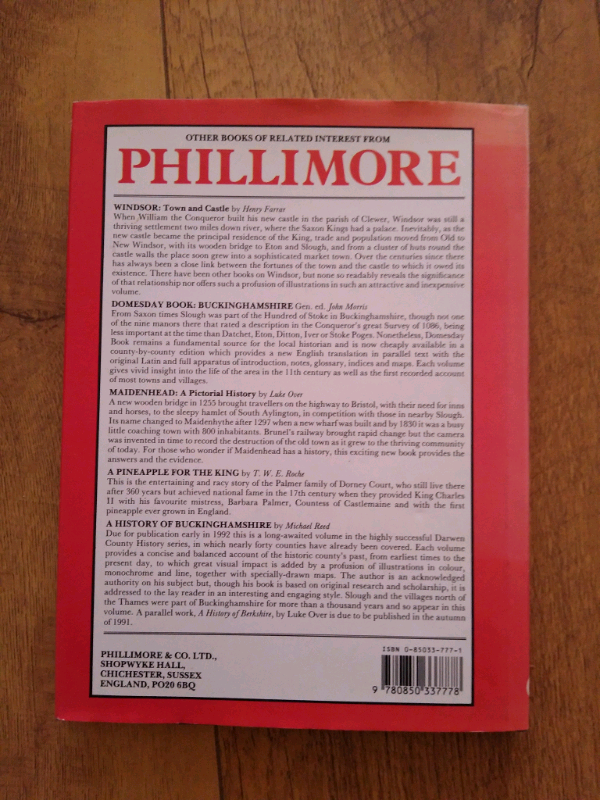 OTHER BOOKS OF RELATED INTEREST FROM
PHILLIMORE
WINDSOR: Town and Castle by Henry Farrar
When William the Conqueror built his new castle in the parish of Clewer, Windsor was still a
thriving settlement two miles down river, where the Saxon Kings had a palace. Inevitably, as the
new castle became the principal residence of the King, trade and population moved from Old to
New Windsor, with its wooden bridge to Eton and Slough, and from a cluster of huts round the
castle walls the place soon grew into a sophisticated market town. Over the centuries since there
has always been a close link between the fortunes of the town and the castle to which it owed its
existence. There have been other books on Windsor, but none so readily reveals the significance
of that relationship nor offers such a profusion of illustrations in such an attractive and inexpensive
volume.
DOMESDAY BOOK: BUCKINGHAMSHIRE Gen. ed. John Morris
From Saxon times Slough was part of the Hundred of Stoke in Buckinghamshire, though not one
of the nine manors there that rated a description in the Conqueror's great Survey of 1086, being
less important at the time than Datchet, Eton, Ditton, Iver or Stoke Poges. Nonetheless, Domesday
Book remains a fundamental source for the local historian and is now cheaply available in a
county-by-county edition which provides a new English translation in parallel text with the
original Latin and full apparatus of introduction, notes, glossary, indices and maps. Each volume
gives vivid insight into the life of the area in the 11th century as well as the first recorded account
of most towns and villages.
MAIDENHEAD: A Pictorial History by Luke Over
A new wooden bridge in 1255 brought travellers on the highway to Bristol, with their need for inns
and horses, to the sleepy hamlet of South Aylington, in competition with those in nearby Slough.
Its name changed to Maidenhythe after 1297 when a new wharf was built and by 1830 it was a busy
little coaching town with 800 inhabitants. Brunel's railway brought rapid change but the camera
was invented in time to record the destruction of the old town as it grew to the thriving community
of today. For those who wonder if Maidenhead has a history, this exciting new book provides the
answers and the evidence.
A PINEAPPLE FOR THE KING by T. W. E. Roche
This is the entertaining and racy story of the Palmer family of Dorney Court, who still live there
after 360 years but achieved national fame in the 17th century when they provided King Charles
11 with his favourite mistress, Barbara Palmer, Countess of Castlemaine and with the first
pineapple ever grown in England.
A HISTORY OF BUCKINGHAMSHIRE by Michael Reed
Due for publication early in 1992 this is a long-awaited volume in the highly successful Darwen
County History series, in which nearly forty counties have already been covered. Each volume
provides a concise and balanced account of the historic county's past, from earliest times to the
present day, to which great visual impact is added by a profusion of illustrations in colour,
monochrome and line, together with specially-drawn maps. The author is an acknowledged
authority on his subject but, though his book is based on original research and scholarship, it is
addressed to the lay reader in an interesting and engaging style. Slough and the villages north of
the Thames were part of Buckinghamshire for more than a thousand years and so appear in this
volume. A parallel work, A History of Berkshire, by Luke Over is due to be published in the autumn
of 1991.
PHILLIMORE & CO. LTD.,
SHOPWYKE HALL,
CHICHESTER, SUSSEX
ENGLAND, PO20 6BQ
ISBN 0-85033-777-1
9 780850 337778